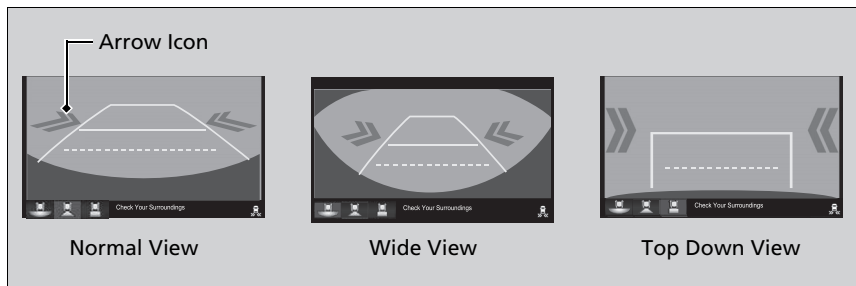 Arrow Icon
Check Your Surroundings
Check Your Surroundings
Check Your Surroundings
Normal View
Wide View
Top Down View